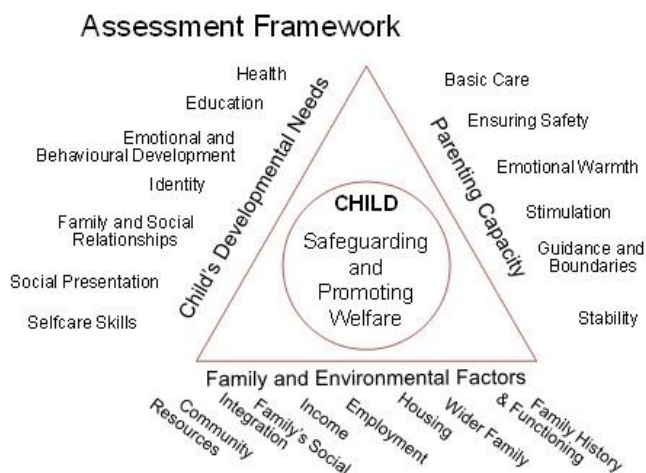 Assessment Framework
Health
Education
Emotional and
Behavioural Development
Identity
Family and Social
Relationships
Social Presentation
Selfcare Skills
Child's Developmental Needs
CHILD
Safeguarding
and
Promoting
Welfare
Parenting Capacity
Basic Care
Ensuring Safety
Emotional Warmth
Stimulation
Guidance and
Boundaries
Stability
Family and Environmental Factors
Community
Resources
Family's Social
Integration
Income
Employment
Housing
Wider Family
Family History
& Functioning